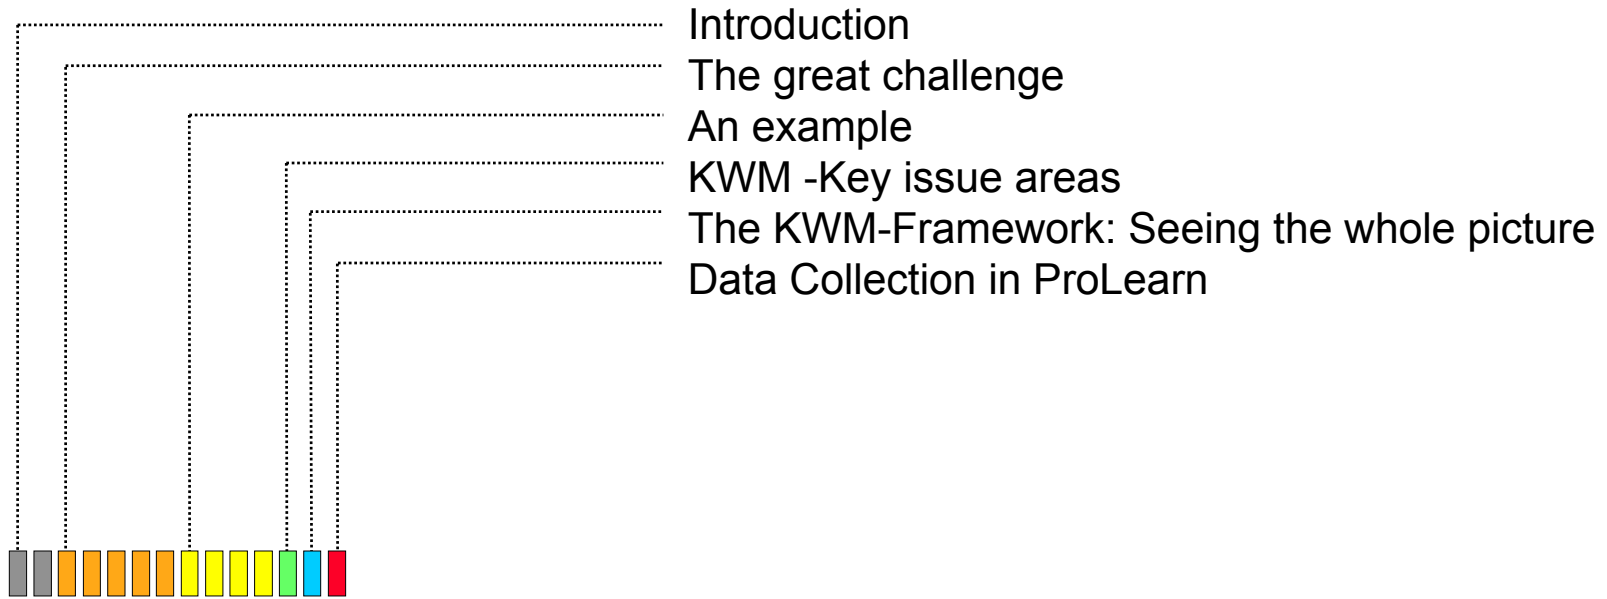 Introduction
The great challenge
An example
KWM -Key issue areas
The KWM-Framework: Seeing the whole picture
Data Collection in ProLearn